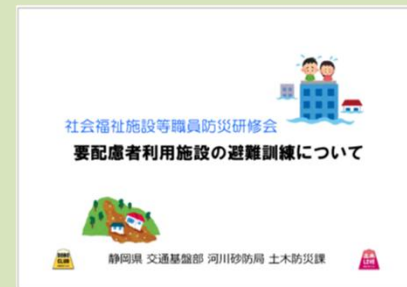 社会福祉施設等職員防災研修会
要配慮者利用施設の避難訓練について
静岡県 交通基盤部 河川砂防局 土木防災課